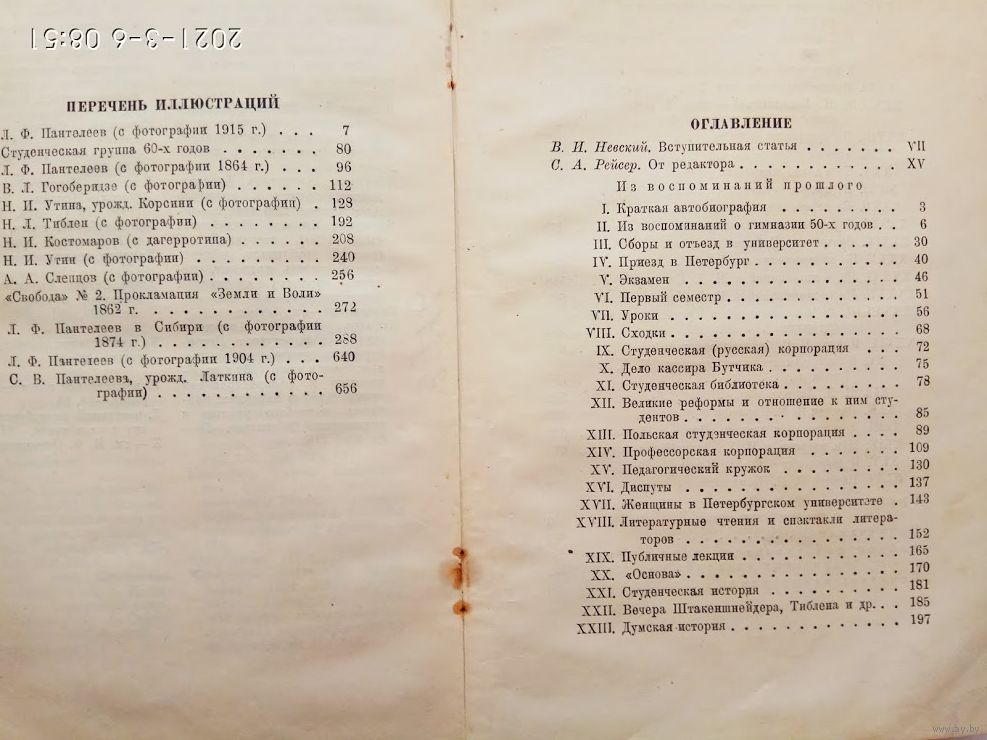 2021-3-6 08:51
ПЕРЕЧЕНЬ ИЛЛЮСТРАЦИЙ
Л. Ф. Пантелеев (с фотографии 1915 г.) . . . 7
Студенческая группа 60-х годов . . . . . . . 80
Л. Ф. Пантелеев (с фотографии 1864 г.) . . . 96
В. Л. Гогоберидзе (с фотографии) . . . . . . 112
Н. И. Утина, урожд. Корсини (с фотографии) . 128
Н. Л. Тиблен (с фотографии) . . . . . . . . 192
Н. И. Костомаров (с дагерротипа) . . . . . . 208
Н. И. Утин (с фотографии) . . . . . . . . . 240
А. А. Слепцов (с фотографии) . . . . . . . . 256
«Свобода» № 2. Прокламация «Земли и Воли»
1862 г. . . . . . . . . . . . . 272
Л. Ф. Пантелеев в Сибири (с фотографии
1874 г.) . . . . . . . . . . . . 288
Л. Ф. Пантелеев (с фотографии 1904 г.) . . . 640
С. В. Пантелеева, урожд. Латкина (с фото-
графии) . . . . . . . . . . . . 656
ОГЛАВЛЕНИЕ
В. И. Невский. Вступительная статья . . . . . . . VII
С. А. Рейсер. От редактора . . . . . . . . . . . . XV
Из воспоминаний прошлого
I. Краткая автобиография . . . . . . . . . 3
II. Из воспоминаний о гимназии 50-х годов . . 6
III. Сборы и отъезд в университет . . . . . . 30
IV. Приезд в Петербург . . . . . . . . . . . 40
V. Экзамен . . . . . . . . . . . . . . . . 46
VI. Первый семестр . . . . . . . . . . . . . 51
VII. Уроки . . . . . . . . . . . . . . . . . 56
VIII. Сходки . . . . . . . . . . . . . . . . . 68
IX. Студенческая (русская) корпорация . . . 72
X. Дело кассира Бутчика . . . . . . . . . . 75
XI. Студенческая библиотека . . . . . . . . . 78
XII. Великие реформы и отношение к ним сту-
дентов . . . . . . . . . . . . . . . . 85
XIII. Польская студенческая корпорация . . . . 89
XIV. Профессорская корпорация . . . . . . . 109
XV. Педагогический кружок . . . . . . . . . 130
XVI. Диспуты . . . . . . . . . . . . . . . . 137
XVII. Женщины в Петербургском университете . 143
XVIII. Литературные чтения и спектакли литера-
торов . . . . . . . . . . . . . . . . 152
XIX. Публичные лекции . . . . . . . . . . . . 165
XX. «Основа» . . . . . . . . . . . . . . . . 170
XXI. Студенческая история . . . . . . . . . . 181
XXII. Вечера Штакеншнейдера, Тиблена и др. . . 185
XXIII. Думская история . . . . . . . . . . . . . 197
www.ay.by